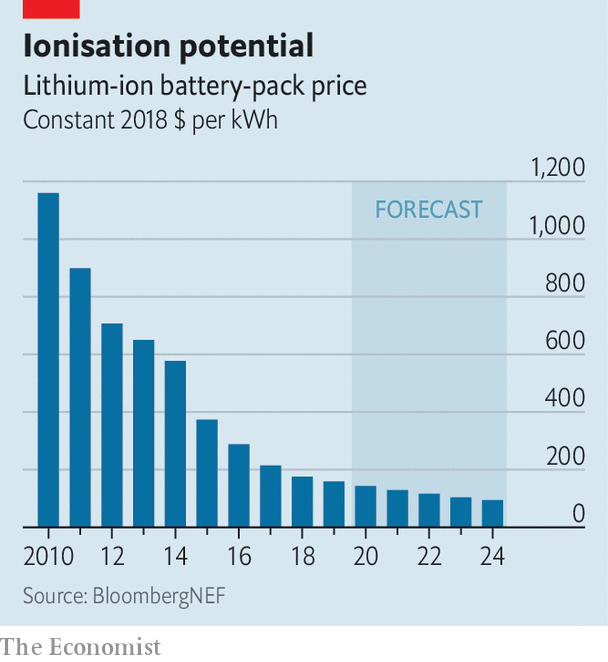 Ionisation potential
Lithium-ion battery-pack price
Constant 2018 $ per kWh
1,200
FORECAST
1,000
800
600
400
200
0
2010 12 14 16 18 20 22 24
Source: BloombergNEF
The Economist